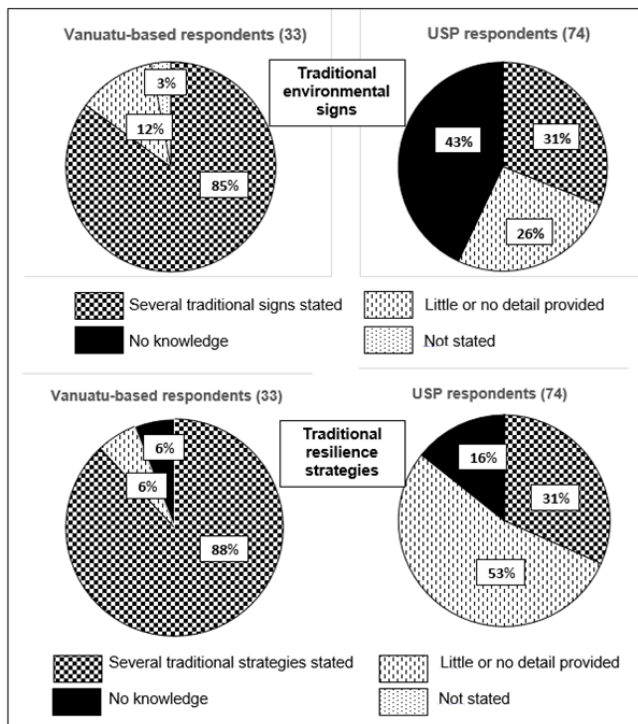 Vanuatu-based respondents (33)
USP respondents (74)
Traditional
environmental
signs
3%
12%
85%
43%
31%
26%
Several traditional signs stated
Little or no detail provided
No knowledge
Not stated
Vanuatu-based respondents (33)
USP respondents (74)
Traditional
resilience
strategies
6%
6%
88%
16%
31%
53%
Several traditional strategies stated
Little or no detail provided
No knowledge
Not stated